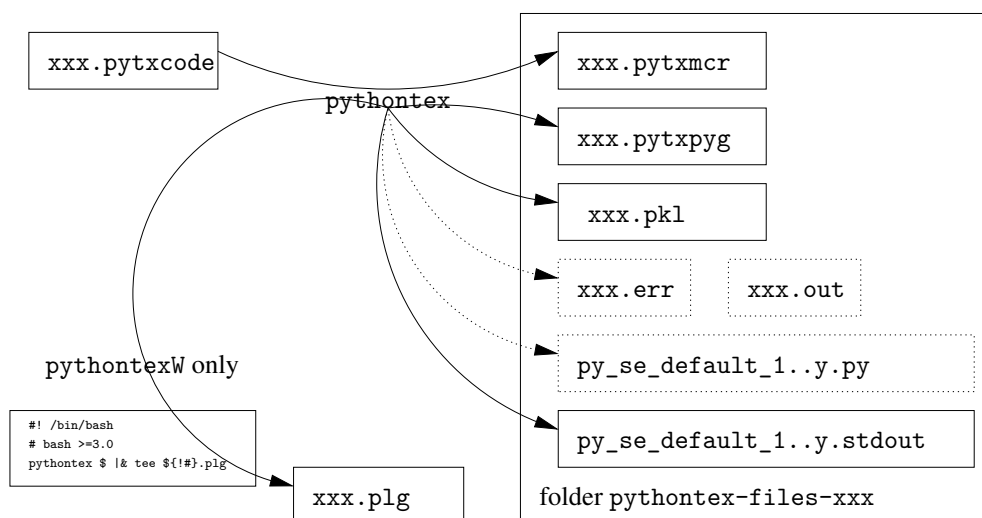 xxx.pytxcode
xxx.pytxmcr
pythontex
xxx.pytxpyg
xxx.pkl
xxx.err
xxx.out
pythontexW only
py_se_default_1..y.py
#! /bin/bash
# bash >=3.0
pythontex $ |& tee ${!#}.plg
py_se_default_1..y.stdout
xxx.plg
folder pythontex-files-xxx